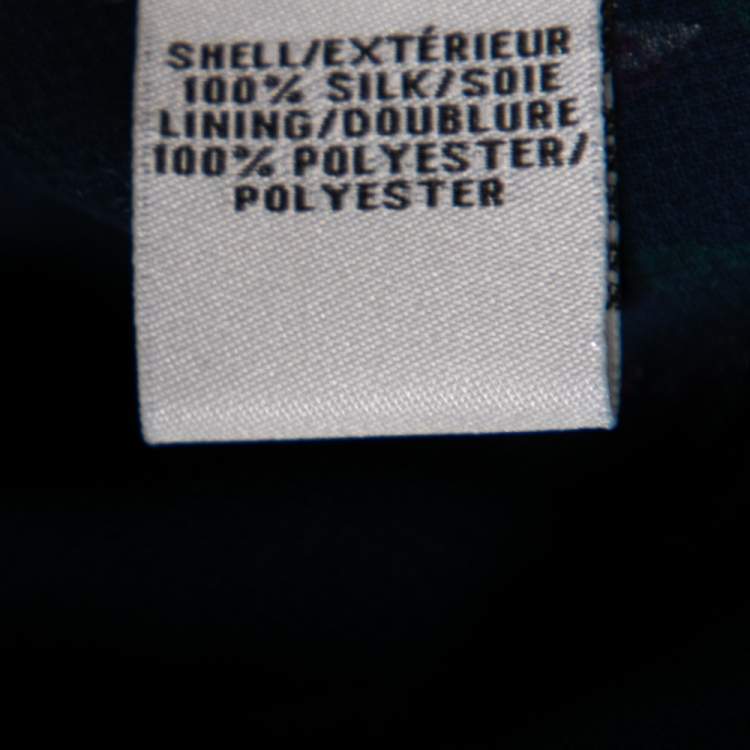 SHELL/EXTÉRIEUR
100% SILK/SOIE
LINING/DOUBLURE
100% POLYESTER/
POLYESTER